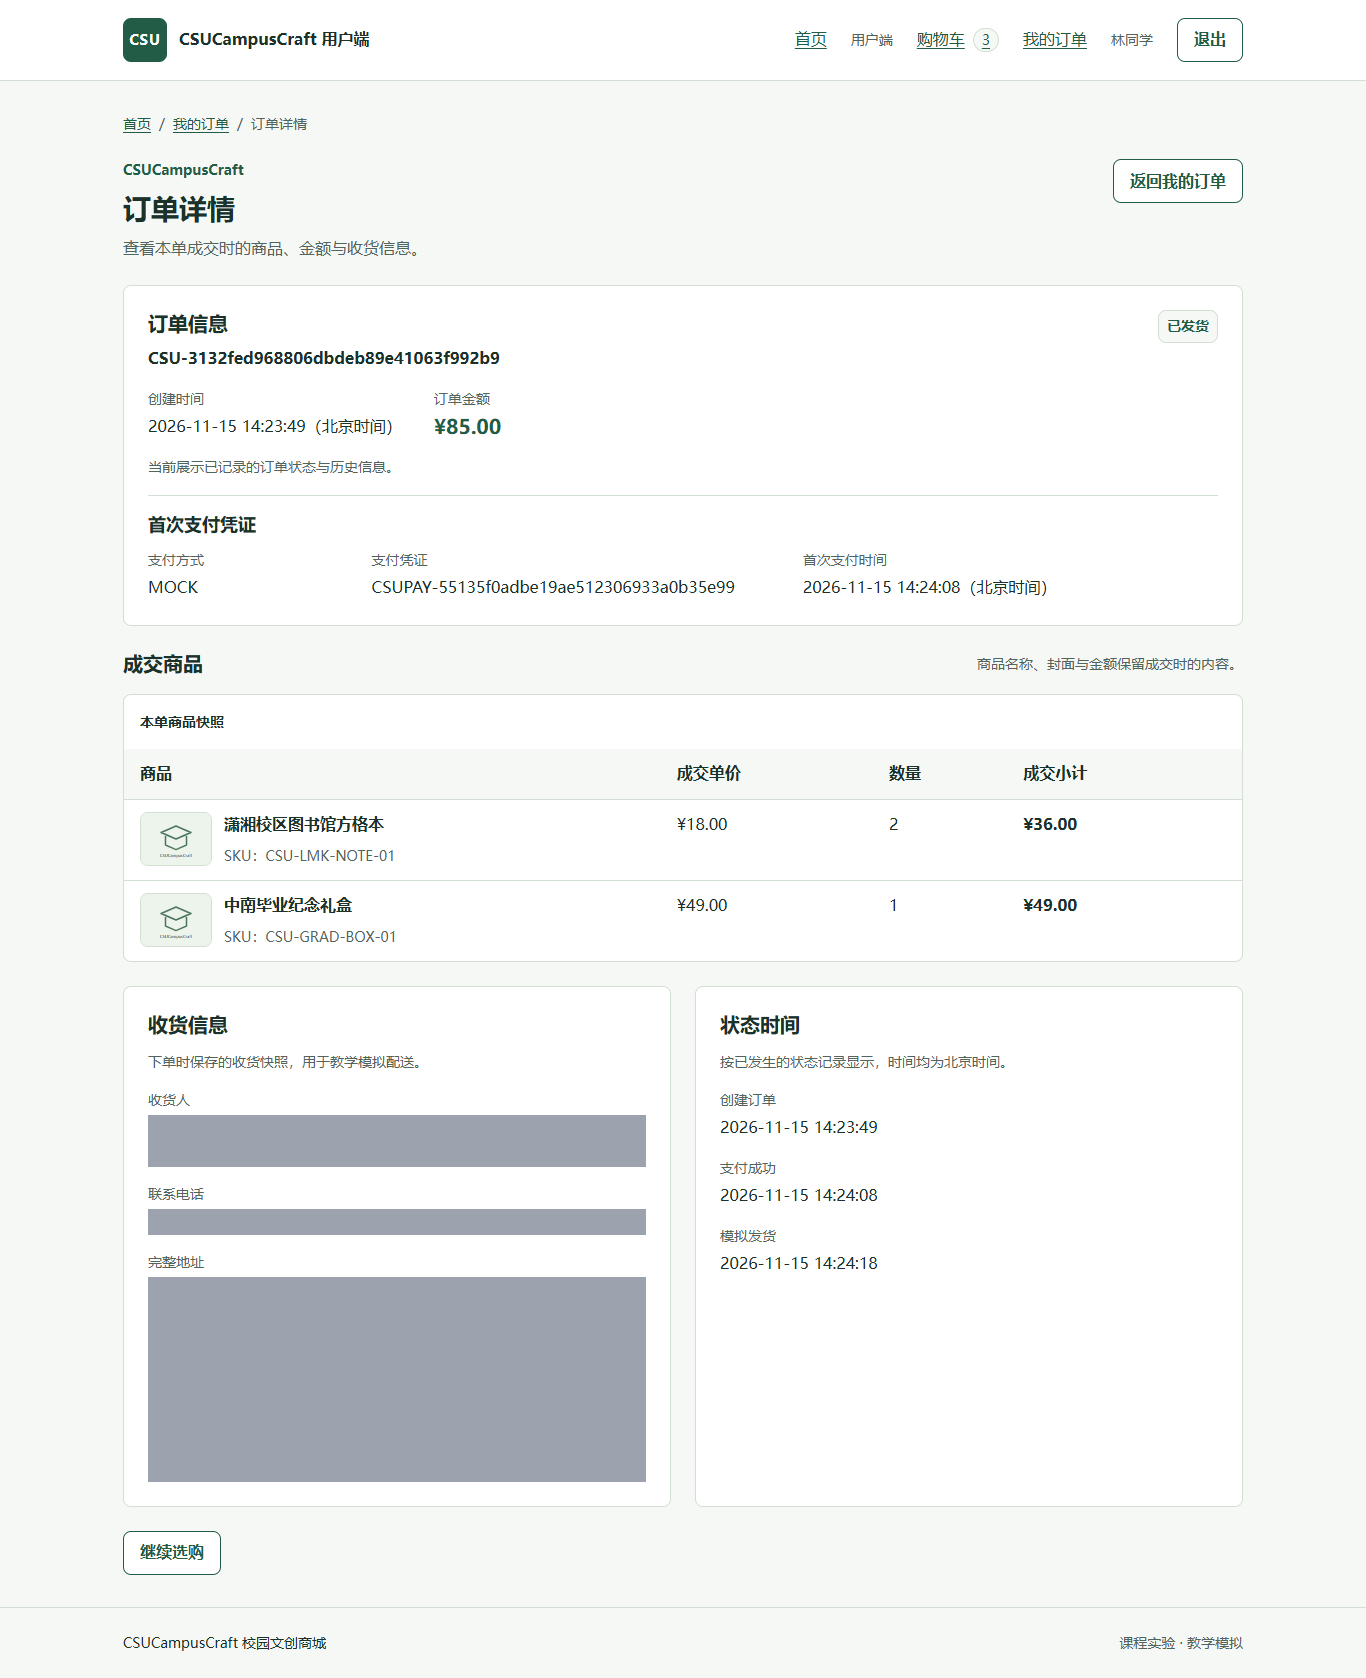 CSU
CSUCampusCraft 用户端
首页 用户端 购物车 3 我的订单 林同学 退出
首页 / 我的订单 / 订单详情
CSUCampusCraft
返回我的订单
订单详情
查看本单成交时的商品、金额与收货信息。
订单信息
已发货
CSU-3132fed968806dbdeb89e41063f992b9
创建时间 订单金额
2026-11-15 14:23:49（北京时间） ¥85.00
当前展示已记录的订单状态与历史信息。
首次支付凭证
支付方式 支付凭证 首次支付时间
MOCK CSUPAY-55135f0adbe19ae512306933a0b35e99 2026-11-15 14:24:08（北京时间）
成交商品 商品名称、封面与金额保留成交时的内容。
本单商品快照
商品 成交单价 数量 成交小计
潇湘校区图书馆方格本 ¥18.00 2 ¥36.00
CSUCampusCraft
SKU：CSU-LMK-NOTE-01
中南毕业纪念礼盒 ¥49.00 1 ¥49.00
CSUCampusCraft
SKU：CSU-GRAD-BOX-01
收货信息
下单时保存的收货快照，用于教学模拟配送。
收货人
联系电话
完整地址
状态时间
按已发生的状态记录显示，时间均为北京时间。
创建订单
2026-11-15 14:23:49
支付成功
2026-11-15 14:24:08
模拟发货
2026-11-15 14:24:18
继续选购
CSUCampusCraft 校园文创商城 课程实验 · 教学模拟